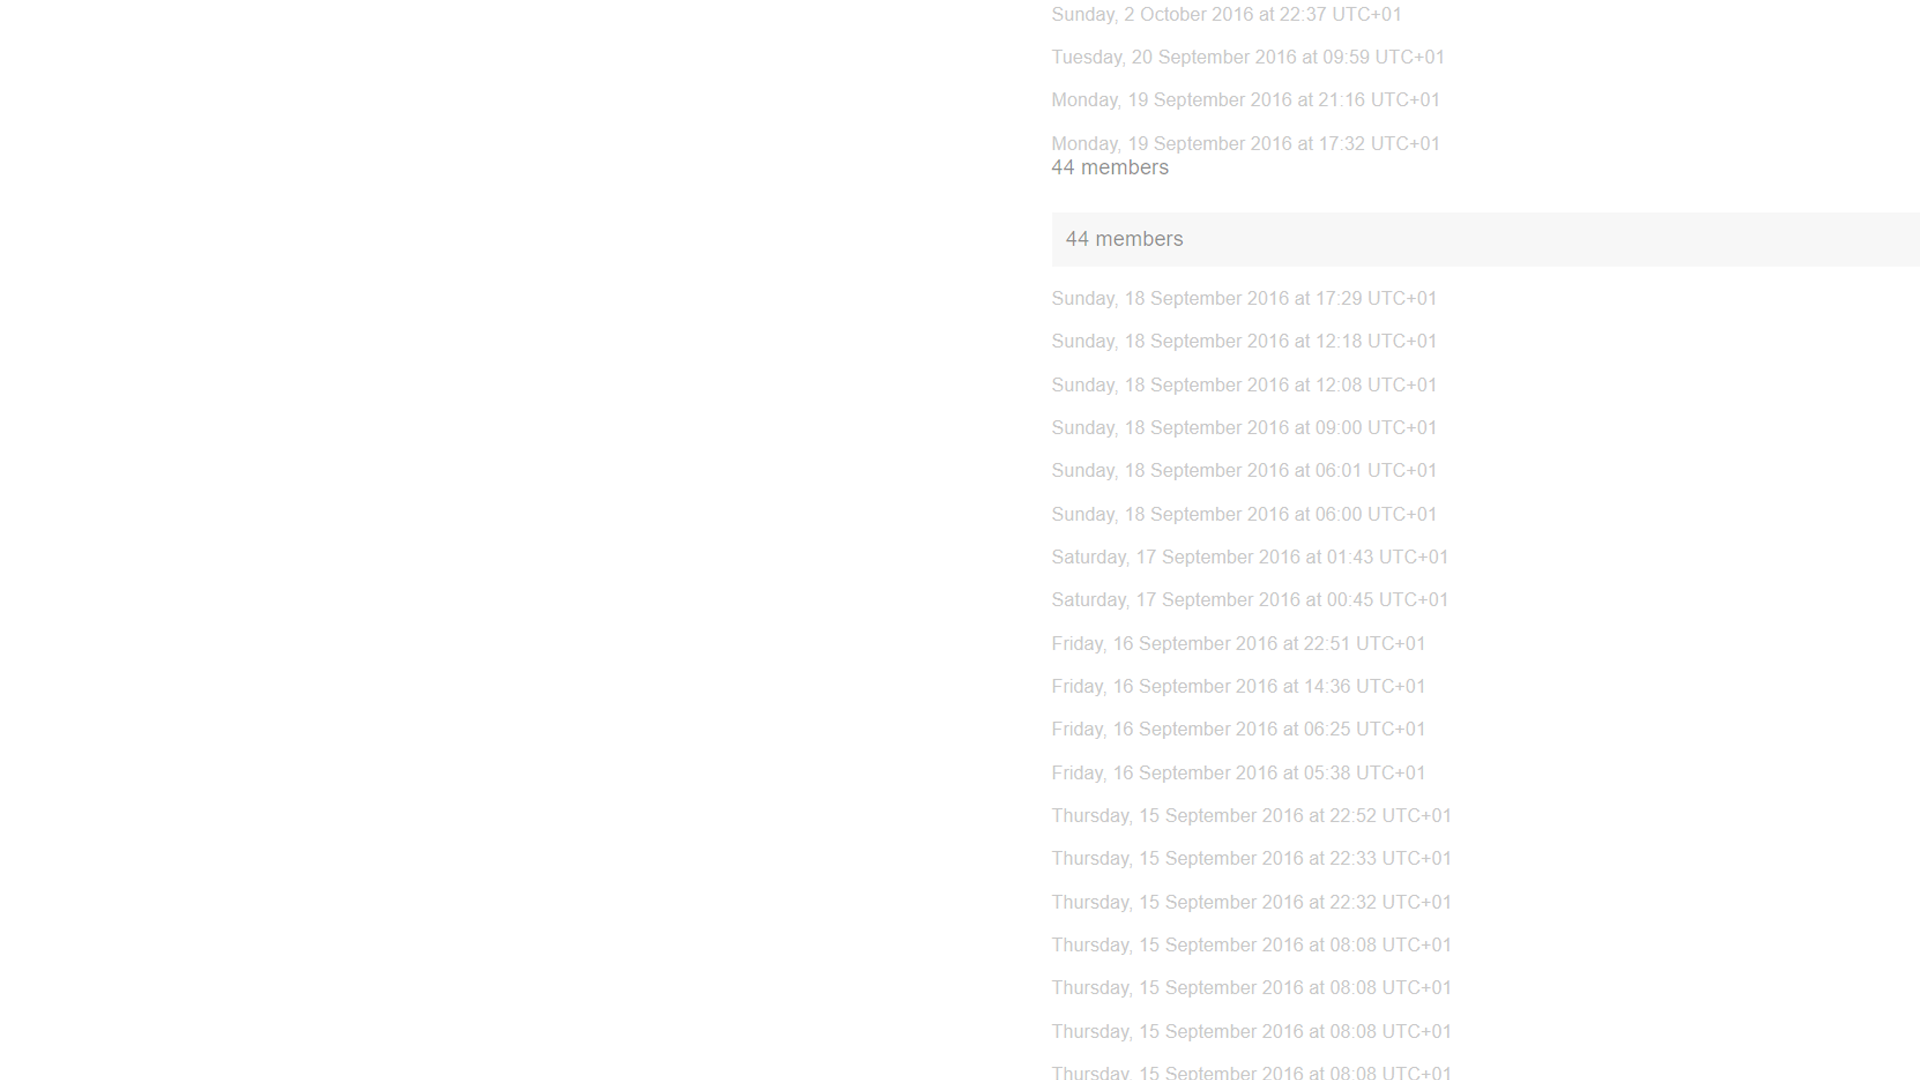 Sunday, 2 October 2016 at 22:37 UTC+01
Tuesday, 20 September 2016 at 09:59 UTC+01
Monday, 19 September 2016 at 21:16 UTC+01
Monday, 19 September 2016 at 17:32 UTC+01
44 members
44 members
Sunday, 18 September 2016 at 17:29 UTC+01
Sunday, 18 September 2016 at 12:18 UTC+01
Sunday, 18 September 2016 at 12:08 UTC+01
Sunday, 18 September 2016 at 09:00 UTC+01
Sunday, 18 September 2016 at 06:01 UTC+01
Sunday, 18 September 2016 at 06:00 UTC+01
Saturday, 17 September 2016 at 01:43 UTC+01
Saturday, 17 September 2016 at 00:45 UTC+01
Friday, 16 September 2016 at 22:51 UTC+01
Friday, 16 September 2016 at 14:36 UTC+01
Friday, 16 September 2016 at 06:25 UTC+01
Friday, 16 September 2016 at 05:38 UTC+01
Thursday, 15 September 2016 at 22:52 UTC+01
Thursday, 15 September 2016 at 22:33 UTC+01
Thursday, 15 September 2016 at 22:32 UTC+01
Thursday, 15 September 2016 at 08:08 UTC+01
Thursday, 15 September 2016 at 08:08 UTC+01
Thursday, 15 September 2016 at 08:08 UTC+01
Thursday, 15 September 2016 at 08:08 UTC+01